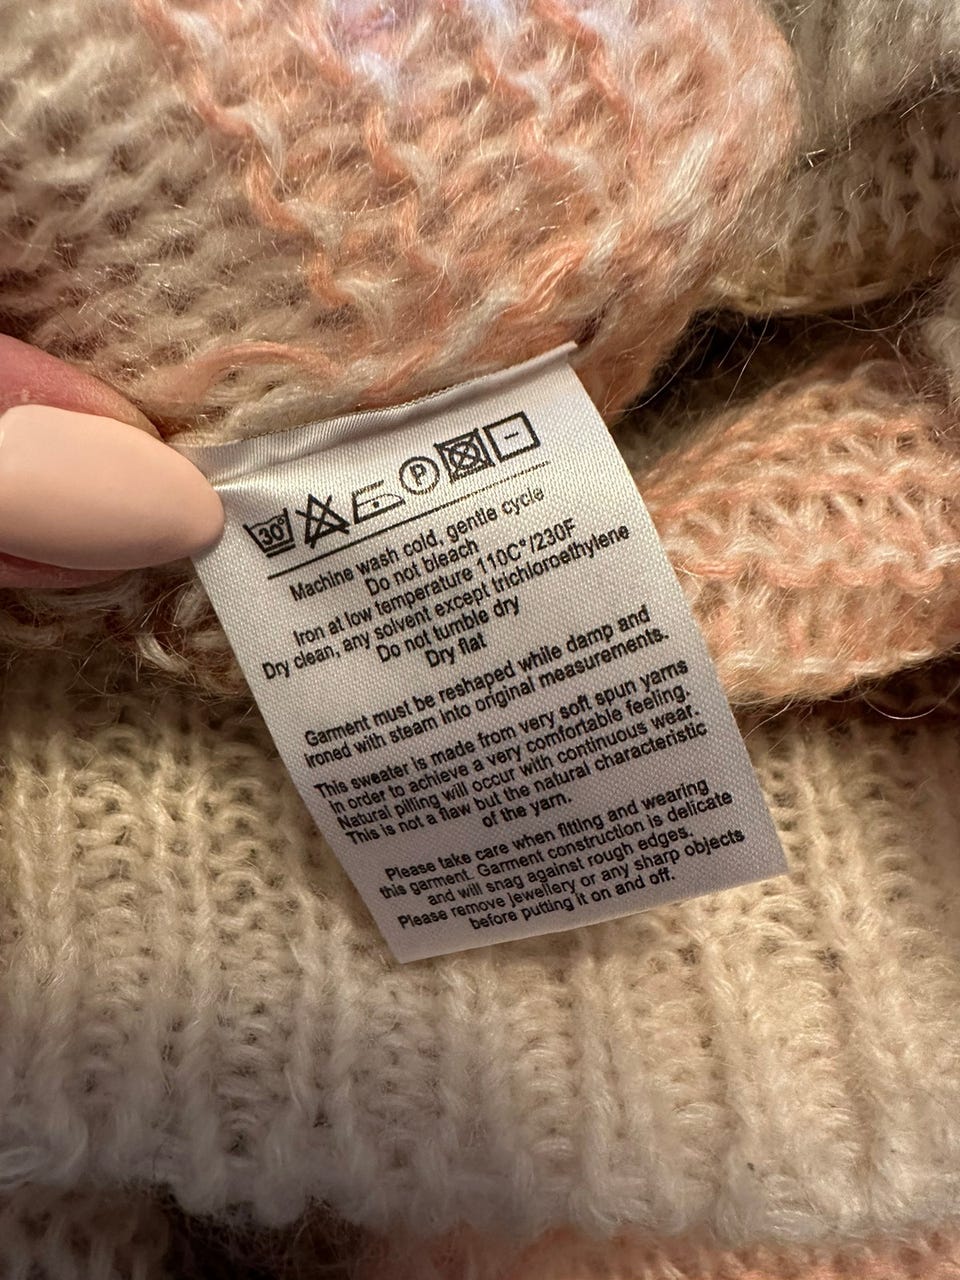 30°
P
Machine wash cold, gentle cycle
Do not bleach
Iron at low temperature 110C°/230F
Dry clean, any solvent except trichloroethylene
Do not tumble dry
Dry flat
Garment must be reshaped while damp and
ironed with steam into original measurements.
This sweater is made from very soft spun yarns
in order to achieve a very comfortable feeling.
Natural pilling will occur with continuous wear.
This is not a flaw but the natural characteristic
of the yarn.
Please take care when fitting and wearing
this garment. Garment construction is delicate
and will snag against rough edges.
Please remove jewellery or any sharp objects
before putting it on and off.